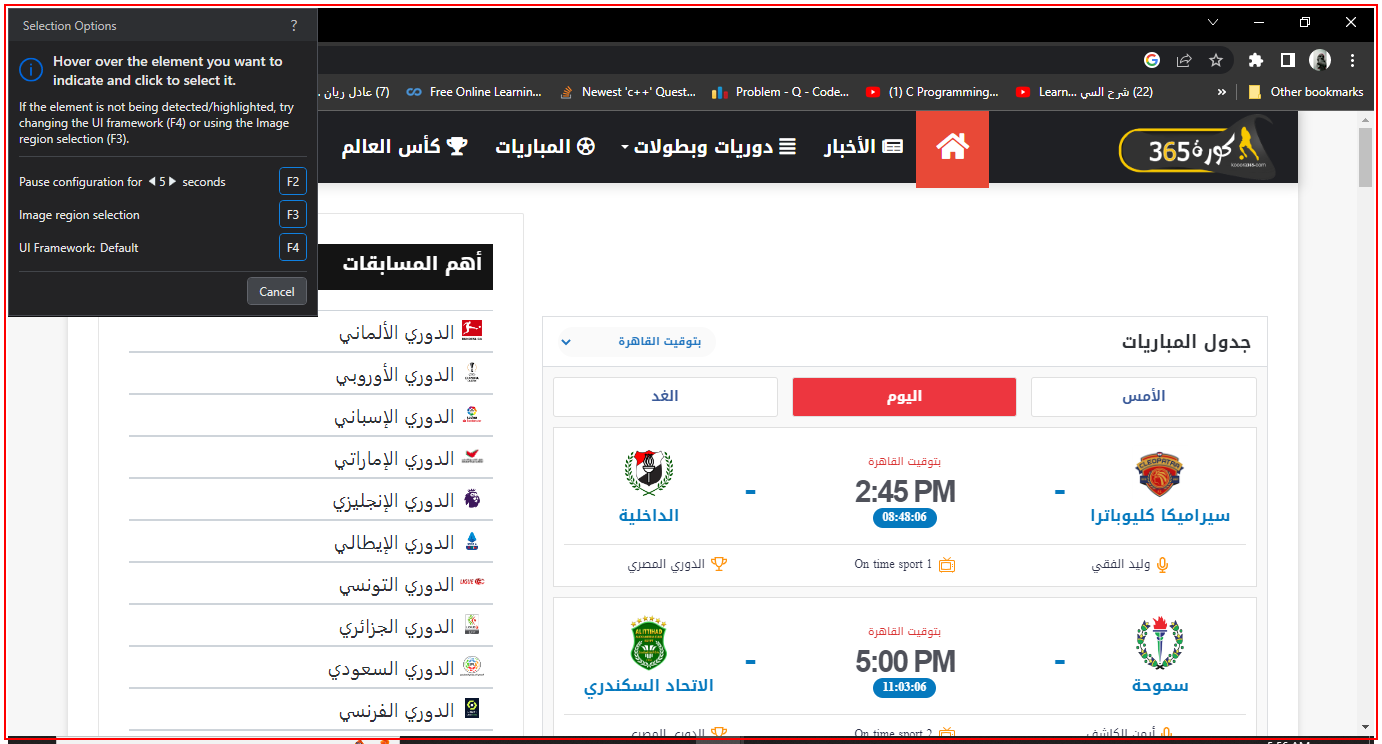 Selection Options
?
Hover over the element you want to
indicate and click to select it.
If the element is not being detected/highlighted, try
changing the UI framework (F4) or using the Image
region selection (F3).
Pause configuration for 5 seconds F2
Image region selection F3
UI Framework: Default F4
Cancel
(7) عادل ريان .
Free Online Learnin...
Newest 'c++' Quest...
Problem - Q - Code...
(1) C Programming...
(22) شرح السي Learn...
»
Other bookmarks
كورة365
الأخبار
دوريات وبطولات
المباريات
كأس العالم
أهم المسابقات
الدوري الألماني
الدوري الأوروبي
الدوري الإسباني
الدوري الإماراتي
الدوري الإنجليزي
الدوري الإيطالي
الدوري التونسي
الدوري الجزائري
الدوري السعودي
الدوري الفرنسي
جدول المباريات
بتوقيت القاهرة
الأمس
اليوم
الغد
CLEOPATRA
سيراميكا كليوباترا
-
بتوقيت القاهرة
2:45 PM
08:48:06
-
الداخلية
وليد الفقي
On time sport 1
الدوري المصري
سموحة
-
بتوقيت القاهرة
5:00 PM
11:03:06
-
AL ITTIHAD
الاتحاد السكندري
أيمن الكاشف
On time sport 2
الدوري المصري